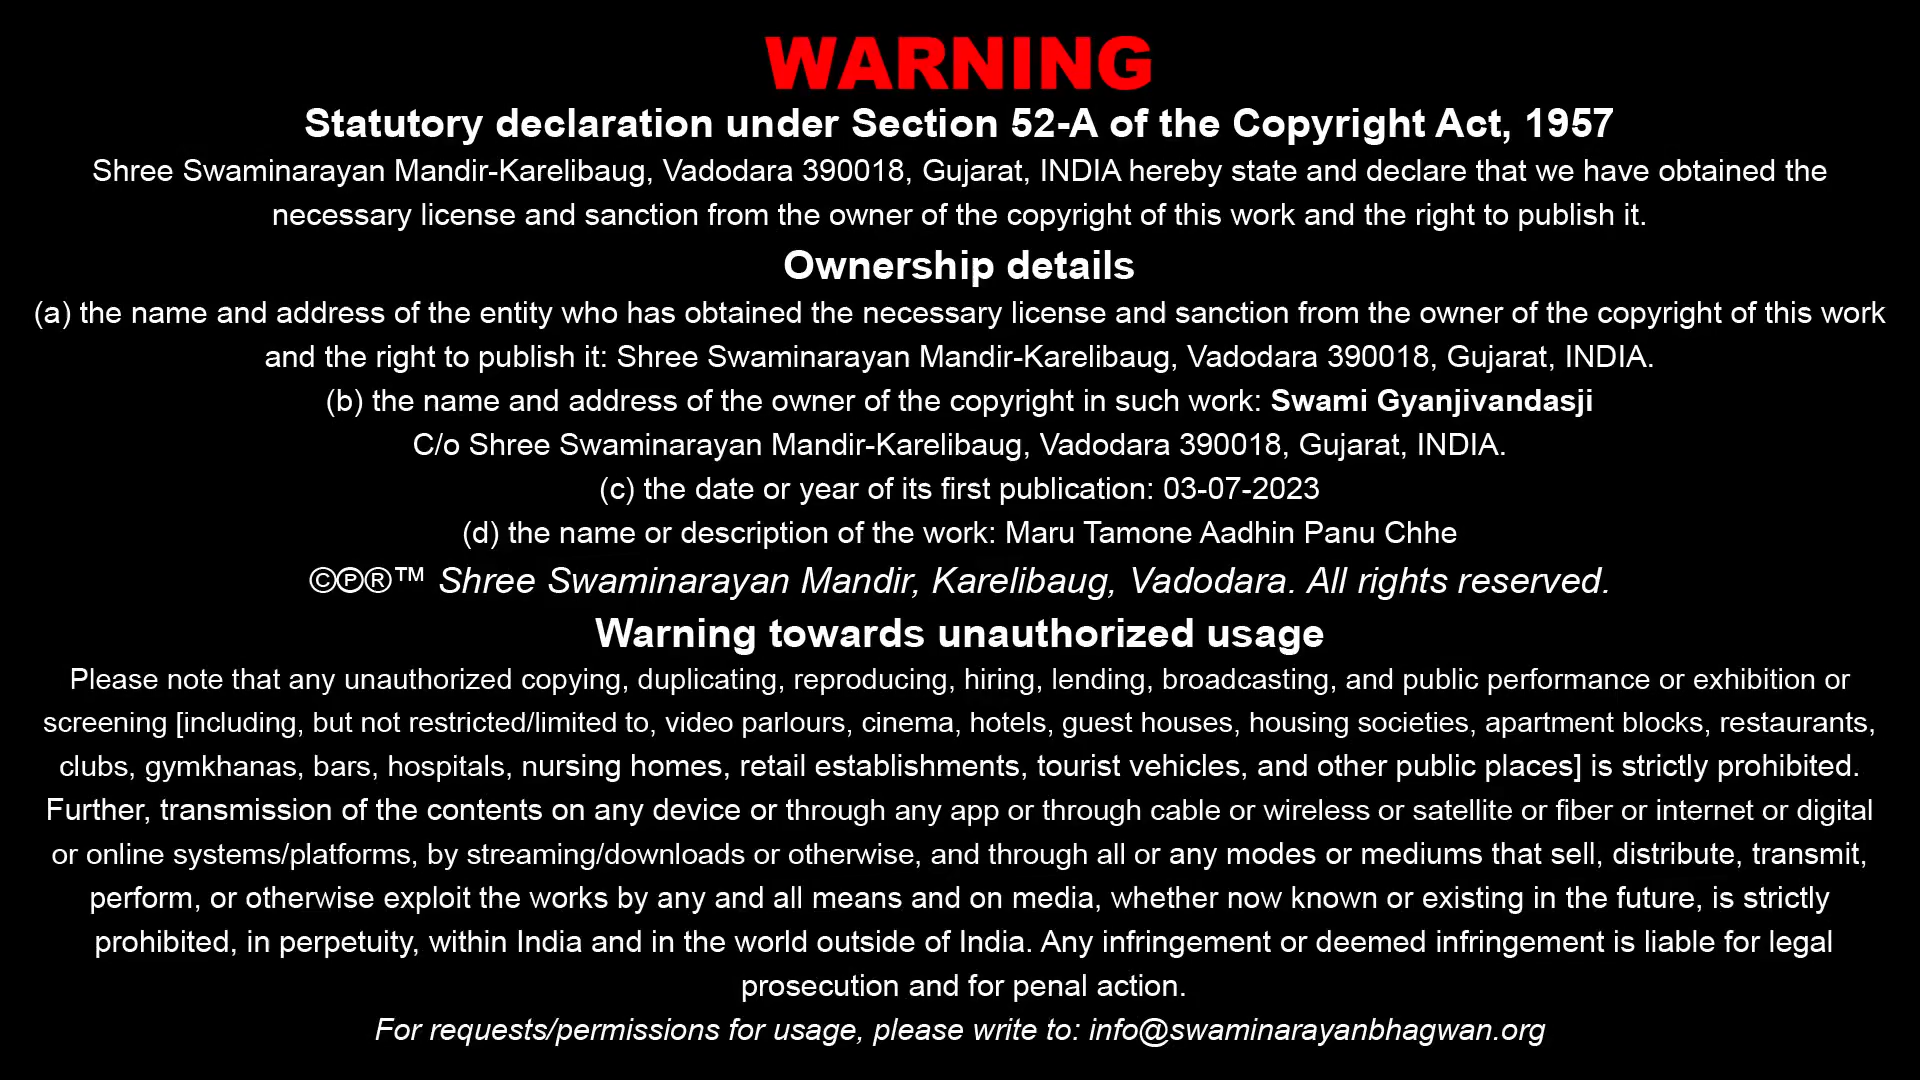 WARNING
Statutory declaration under Section 52-A of the Copyright Act, 1957
Shree Swaminarayan Mandir-Karelibaug, Vadodara 390018, Gujarat, INDIA hereby state and declare that we have obtained the
necessary license and sanction from the owner of the copyright of this work and the right to publish it.
Ownership details
(a) the name and address of the entity who has obtained the necessary license and sanction from the owner of the copyright of this work
and the right to publish it: Shree Swaminarayan Mandir-Karelibaug, Vadodara 390018, Gujarat, INDIA.
(b) the name and address of the owner of the copyright in such work: Swami Gyanjivandasji
C/o Shree Swaminarayan Mandir-Karelibaug, Vadodara 390018, Gujarat, INDIA.
(c) the date or year of its first publication: 03-07-2023
(d) the name or description of the work: Maru Tamone Aadhin Panu Chhe
©℗®™ Shree Swaminarayan Mandir, Karelibaug, Vadodara. All rights reserved.
Warning towards unauthorized usage
Please note that any unauthorized copying, duplicating, reproducing, hiring, lending, broadcasting, and public performance or exhibition or
screening [including, but not restricted/limited to, video parlours, cinema, hotels, guest houses, housing societies, apartment blocks, restaurants,
clubs, gymkhanas, bars, hospitals, nursing homes, retail establishments, tourist vehicles, and other public places] is strictly prohibited.
Further, transmission of the contents on any device or through any app or through cable or wireless or satellite or fiber or internet or digital
or online systems/platforms, by streaming/downloads or otherwise, and through all or any modes or mediums that sell, distribute, transmit,
perform, or otherwise exploit the works by any and all means and on media, whether now known or existing in the future, is strictly
prohibited, in perpetuity, within India and in the world outside of India. Any infringement or deemed infringement is liable for legal
prosecution and for penal action.
For requests/permissions for usage, please write to: info@swaminarayanbhagwan.org